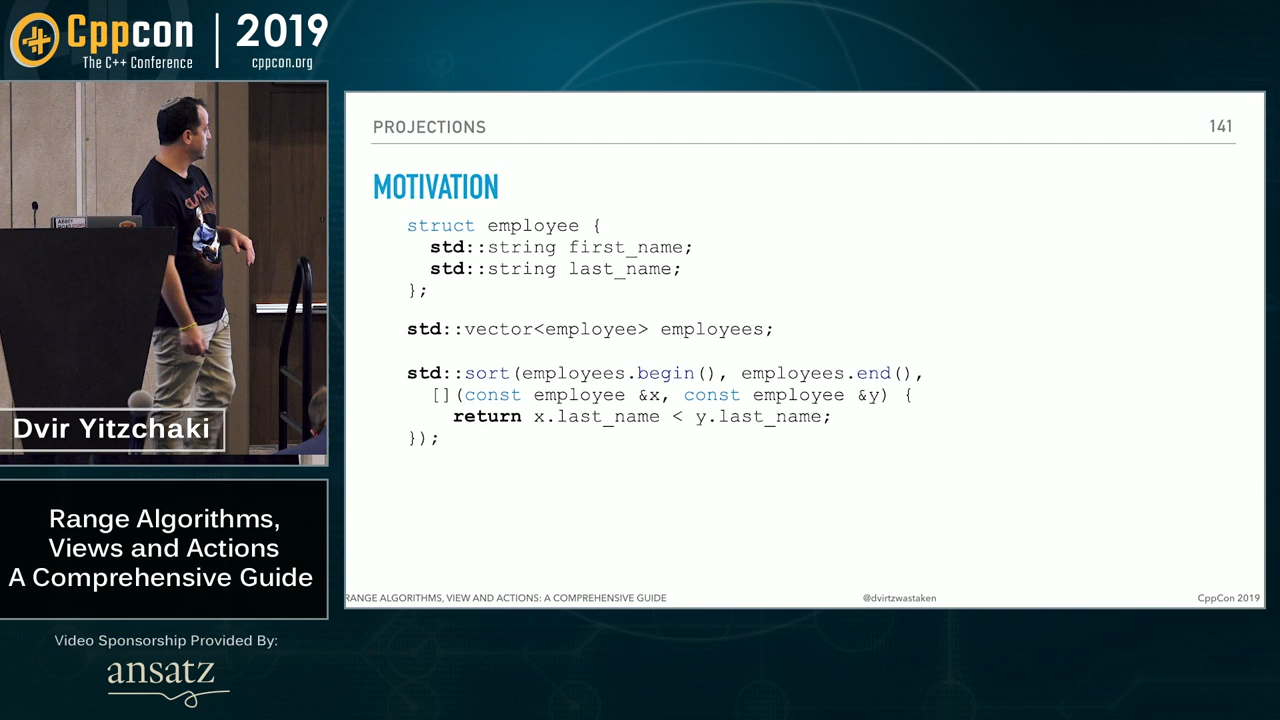 Cppcon
The C++ Conference
2019
cppcon.org
Dvir Yitzchaki
Range Algorithms,
Views and Actions
A Comprehensive Guide
Video Sponsorship Provided By:
ansatz
PROJECTIONS
141
MOTIVATION
struct employee {
std::string first_name;
std::string last_name;
};
std::vector<employee> employees;
std::sort(employees.begin(), employees.end(),
[](const employee &x, const employee &y) {
return x.last_name < y.last_name;
});
RANGE ALGORITHMS, VIEW AND ACTIONS: A COMPREHENSIVE GUIDE
@dvirtzwastaken
CppCon 2019